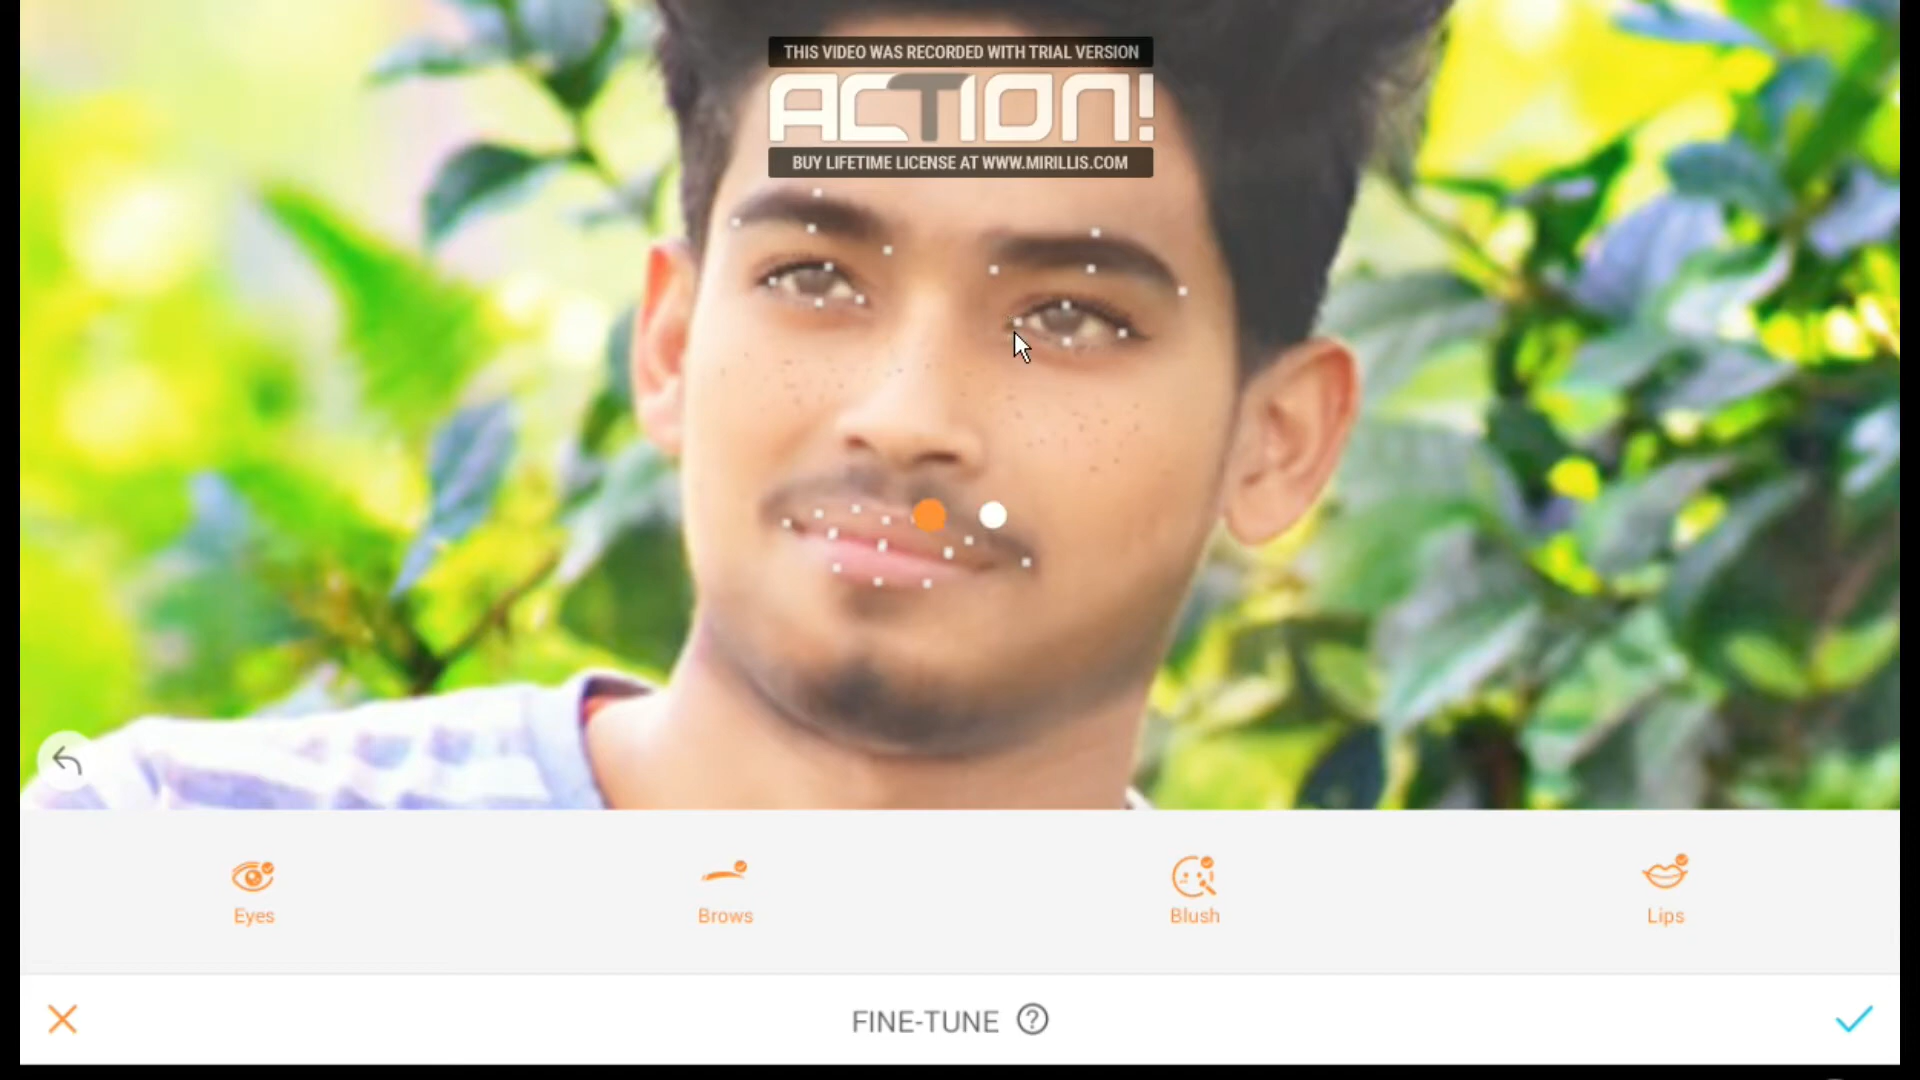 THIS VIDEO WAS RECORDED WITH TRIAL VERSION
ACTION!
BUY LIFETIME LICENSE AT WWW.MIRILLIS.COM
Eyes
Brows
Blush
Lips
FINE-TUNE ?